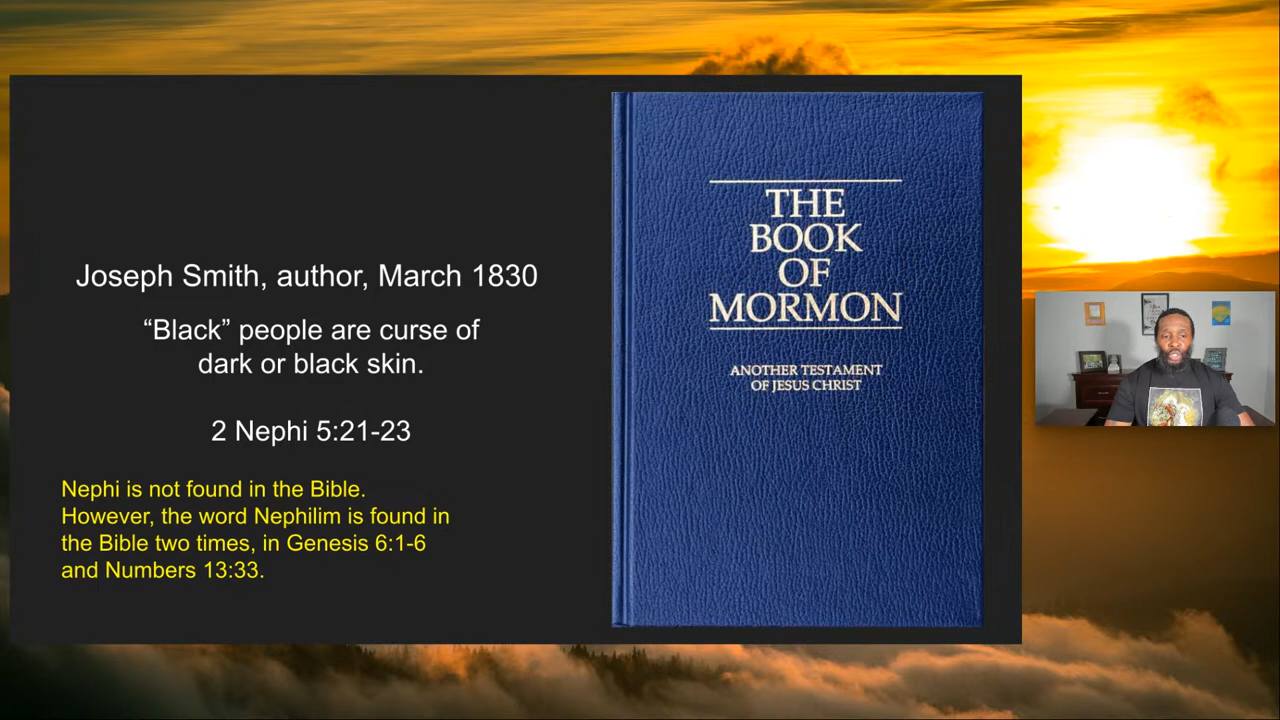 Joseph Smith, author, March 1830
“Black” people are curse of
dark or black skin.
2 Nephi 5:21-23
Nephi is not found in the Bible.
However, the word Nephilim is found in
the Bible two times, in Genesis 6:1-6
and Numbers 13:33.
THE
BOOK
OF
MORMON
ANOTHER TESTAMENT
OF JESUS CHRIST